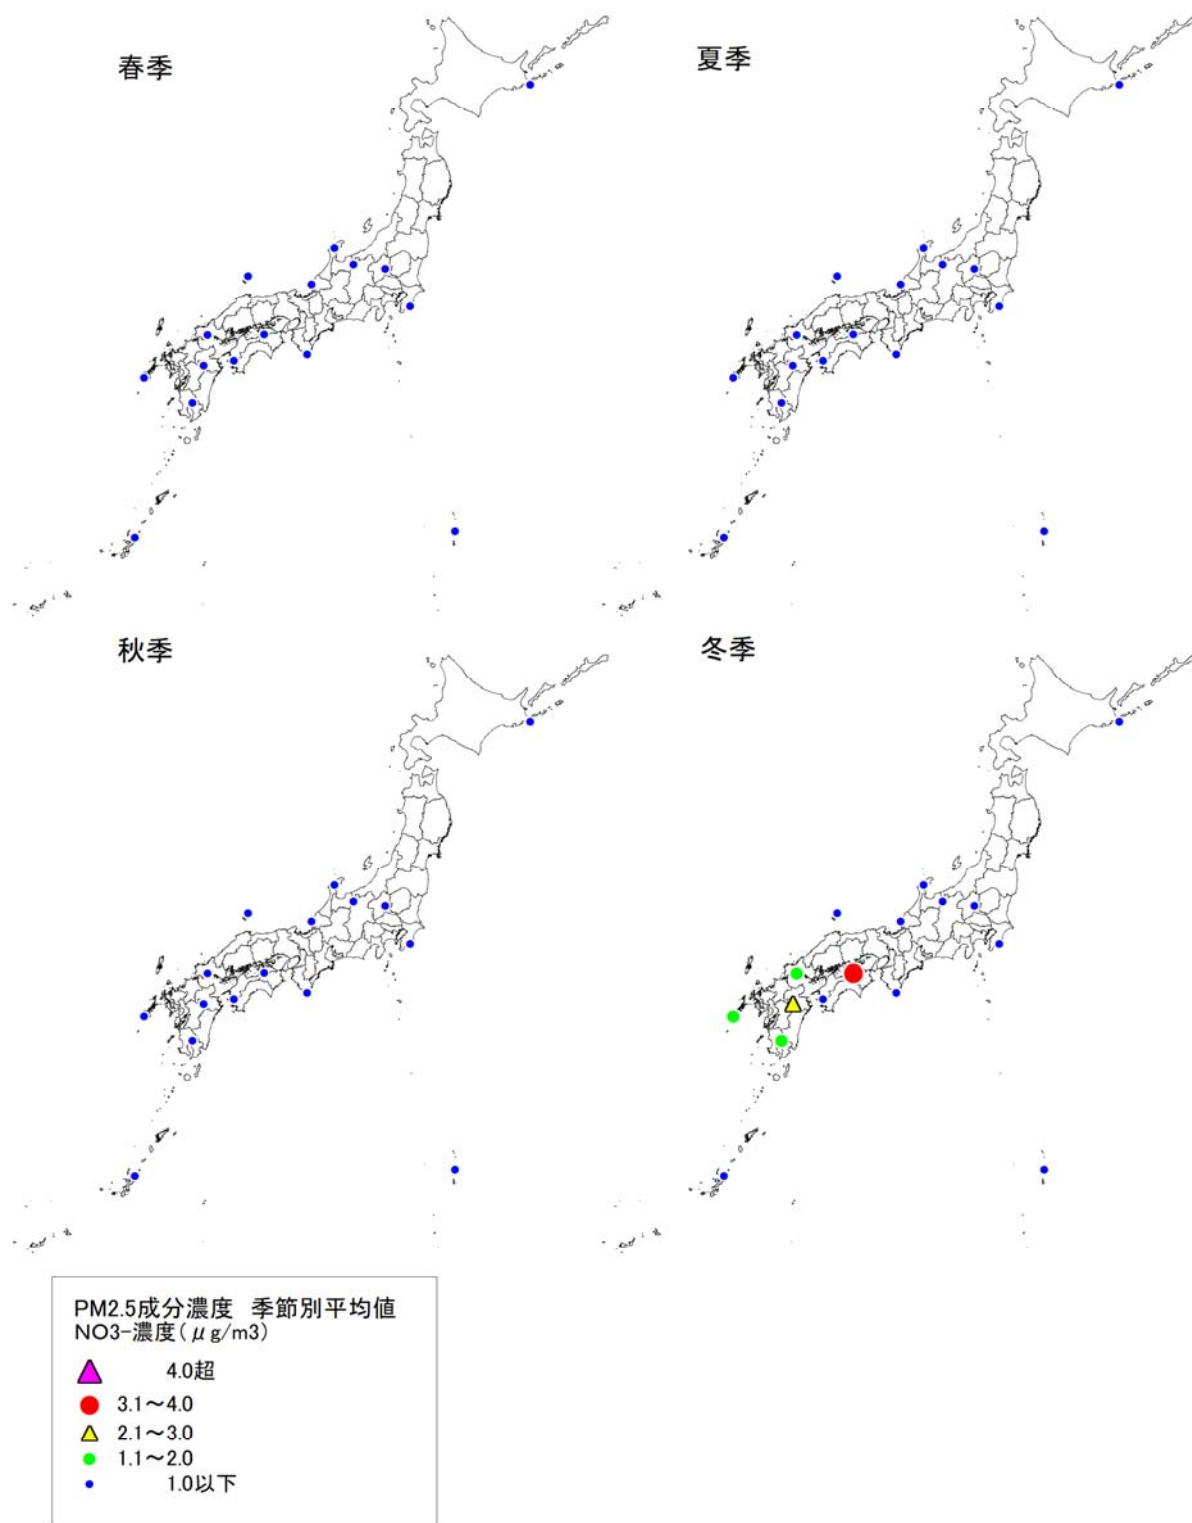 春季
夏季
秋季
冬季
PM2.5成分濃度　季節別平均値
NO3-濃度(μg/m3)
4.0超
3.1～4.0
2.1～3.0
1.1～2.0
1.0以下